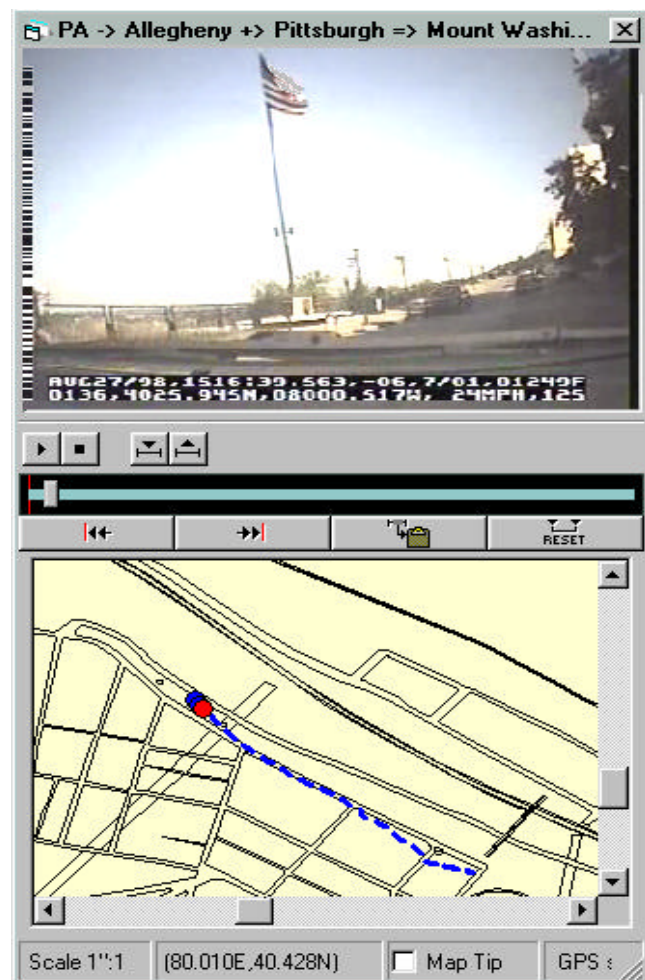 PA -> Allegheny +> Pittsburgh => Mount Washi...
AUG27/98,1516:39.563,-06,7/01,01249F
0136,4025.945N,08000.517W, 24MPH,125
RESET
Scale 1":1 (80.010E,40.428N) Map Tip GPS s